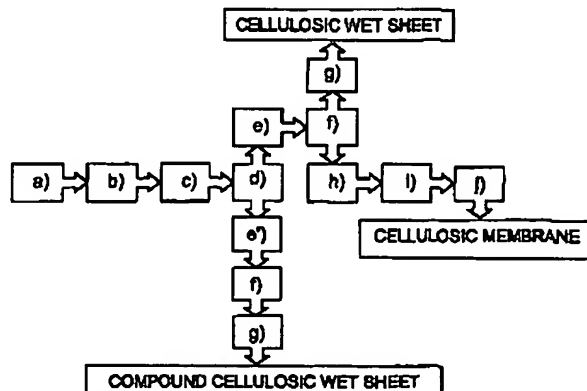 CELLULOSIC WET SHEET
g)
e)
f)
a)
b)
c)
d)
h)
i)
j)
e')
CELLULOSIC MEMBRANE
f)
g)
COMPOUND CELLULOSIC WET SHEET